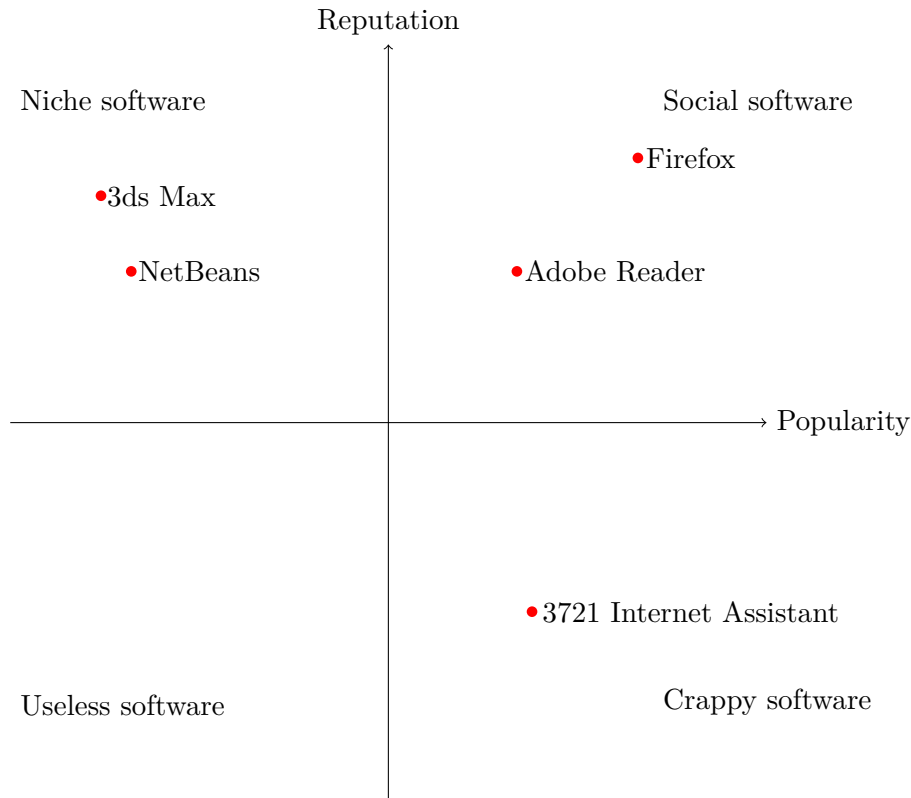 Reputation
Niche software
Social software
Firefox
3ds Max
NetBeans
Adobe Reader
Popularity
3721 Internet Assistant
Useless software
Crappy software